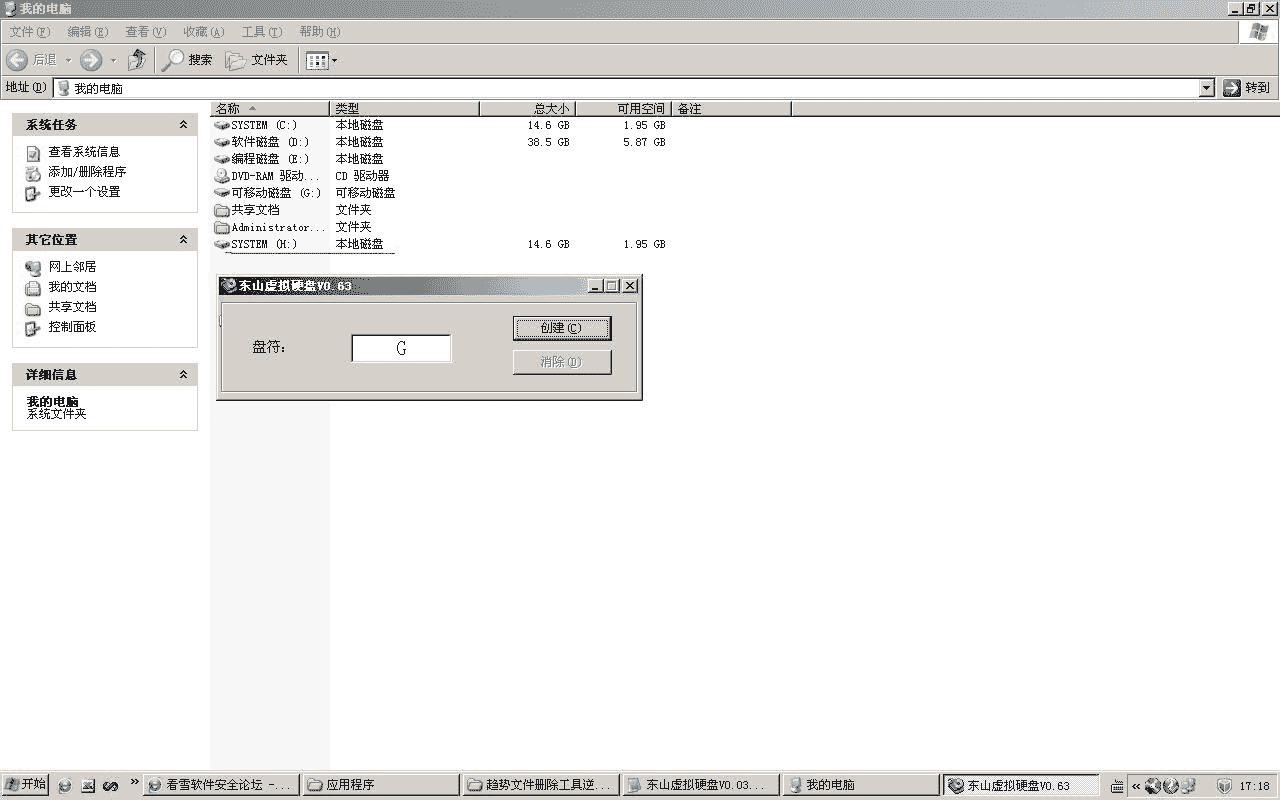 我的电脑
文件(F) 编辑(E) 查看(V) 收藏(A) 工具(T) 帮助(H)
后退 搜索 文件夹
地址(D) 我的电脑 转到
系统任务
查看系统信息
添加/删除程序
更改一个设置
其它位置
网上邻居
我的文档
共享文档
控制面板
详细信息
我的电脑
系统文件夹
名称 类型 总大小 可用空间 备注
SYSTEM (C:) 本地磁盘 14.6 GB 1.95 GB
软件磁盘 (D:) 本地磁盘 38.5 GB 5.87 GB
编程磁盘 (E:) 本地磁盘
DVD-RAM 驱动... CD 驱动器
可移动磁盘 (G:) 可移动磁盘
共享文档 文件夹
Administrator... 文件夹
SYSTEM (H:) 本地磁盘 14.6 GB 1.95 GB
东山虚拟硬盘V0.63
盘符: G
创建(C)
消除(D)
开始 » 看雪软件安全论坛 -... 应用程序 趋势文件删除工具逆... 东山虚拟硬盘V0.03... 我的电脑 东山虚拟硬盘V0.63 « 17:18